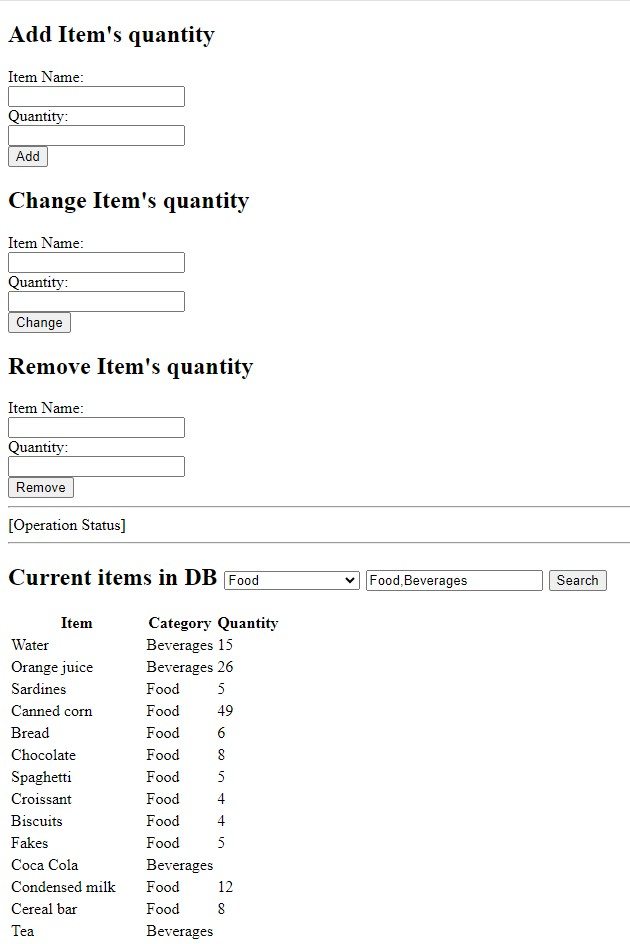 Add Item's quantity
Item Name:
Quantity:
Add
Change Item's quantity
Item Name:
Quantity:
Change
Remove Item's quantity
Item Name:
Quantity:
Remove
[Operation Status]
Current items in DB Food Food,Beverages Search
Item Category Quantity
Water Beverages 15
Orange juice Beverages 26
Sardines Food 5
Canned corn Food 49
Bread Food 6
Chocolate Food 8
Spaghetti Food 5
Croissant Food 4
Biscuits Food 4
Fakes Food 5
Coca Cola Beverages
Condensed milk Food 12
Cereal bar Food 8
Tea Beverages